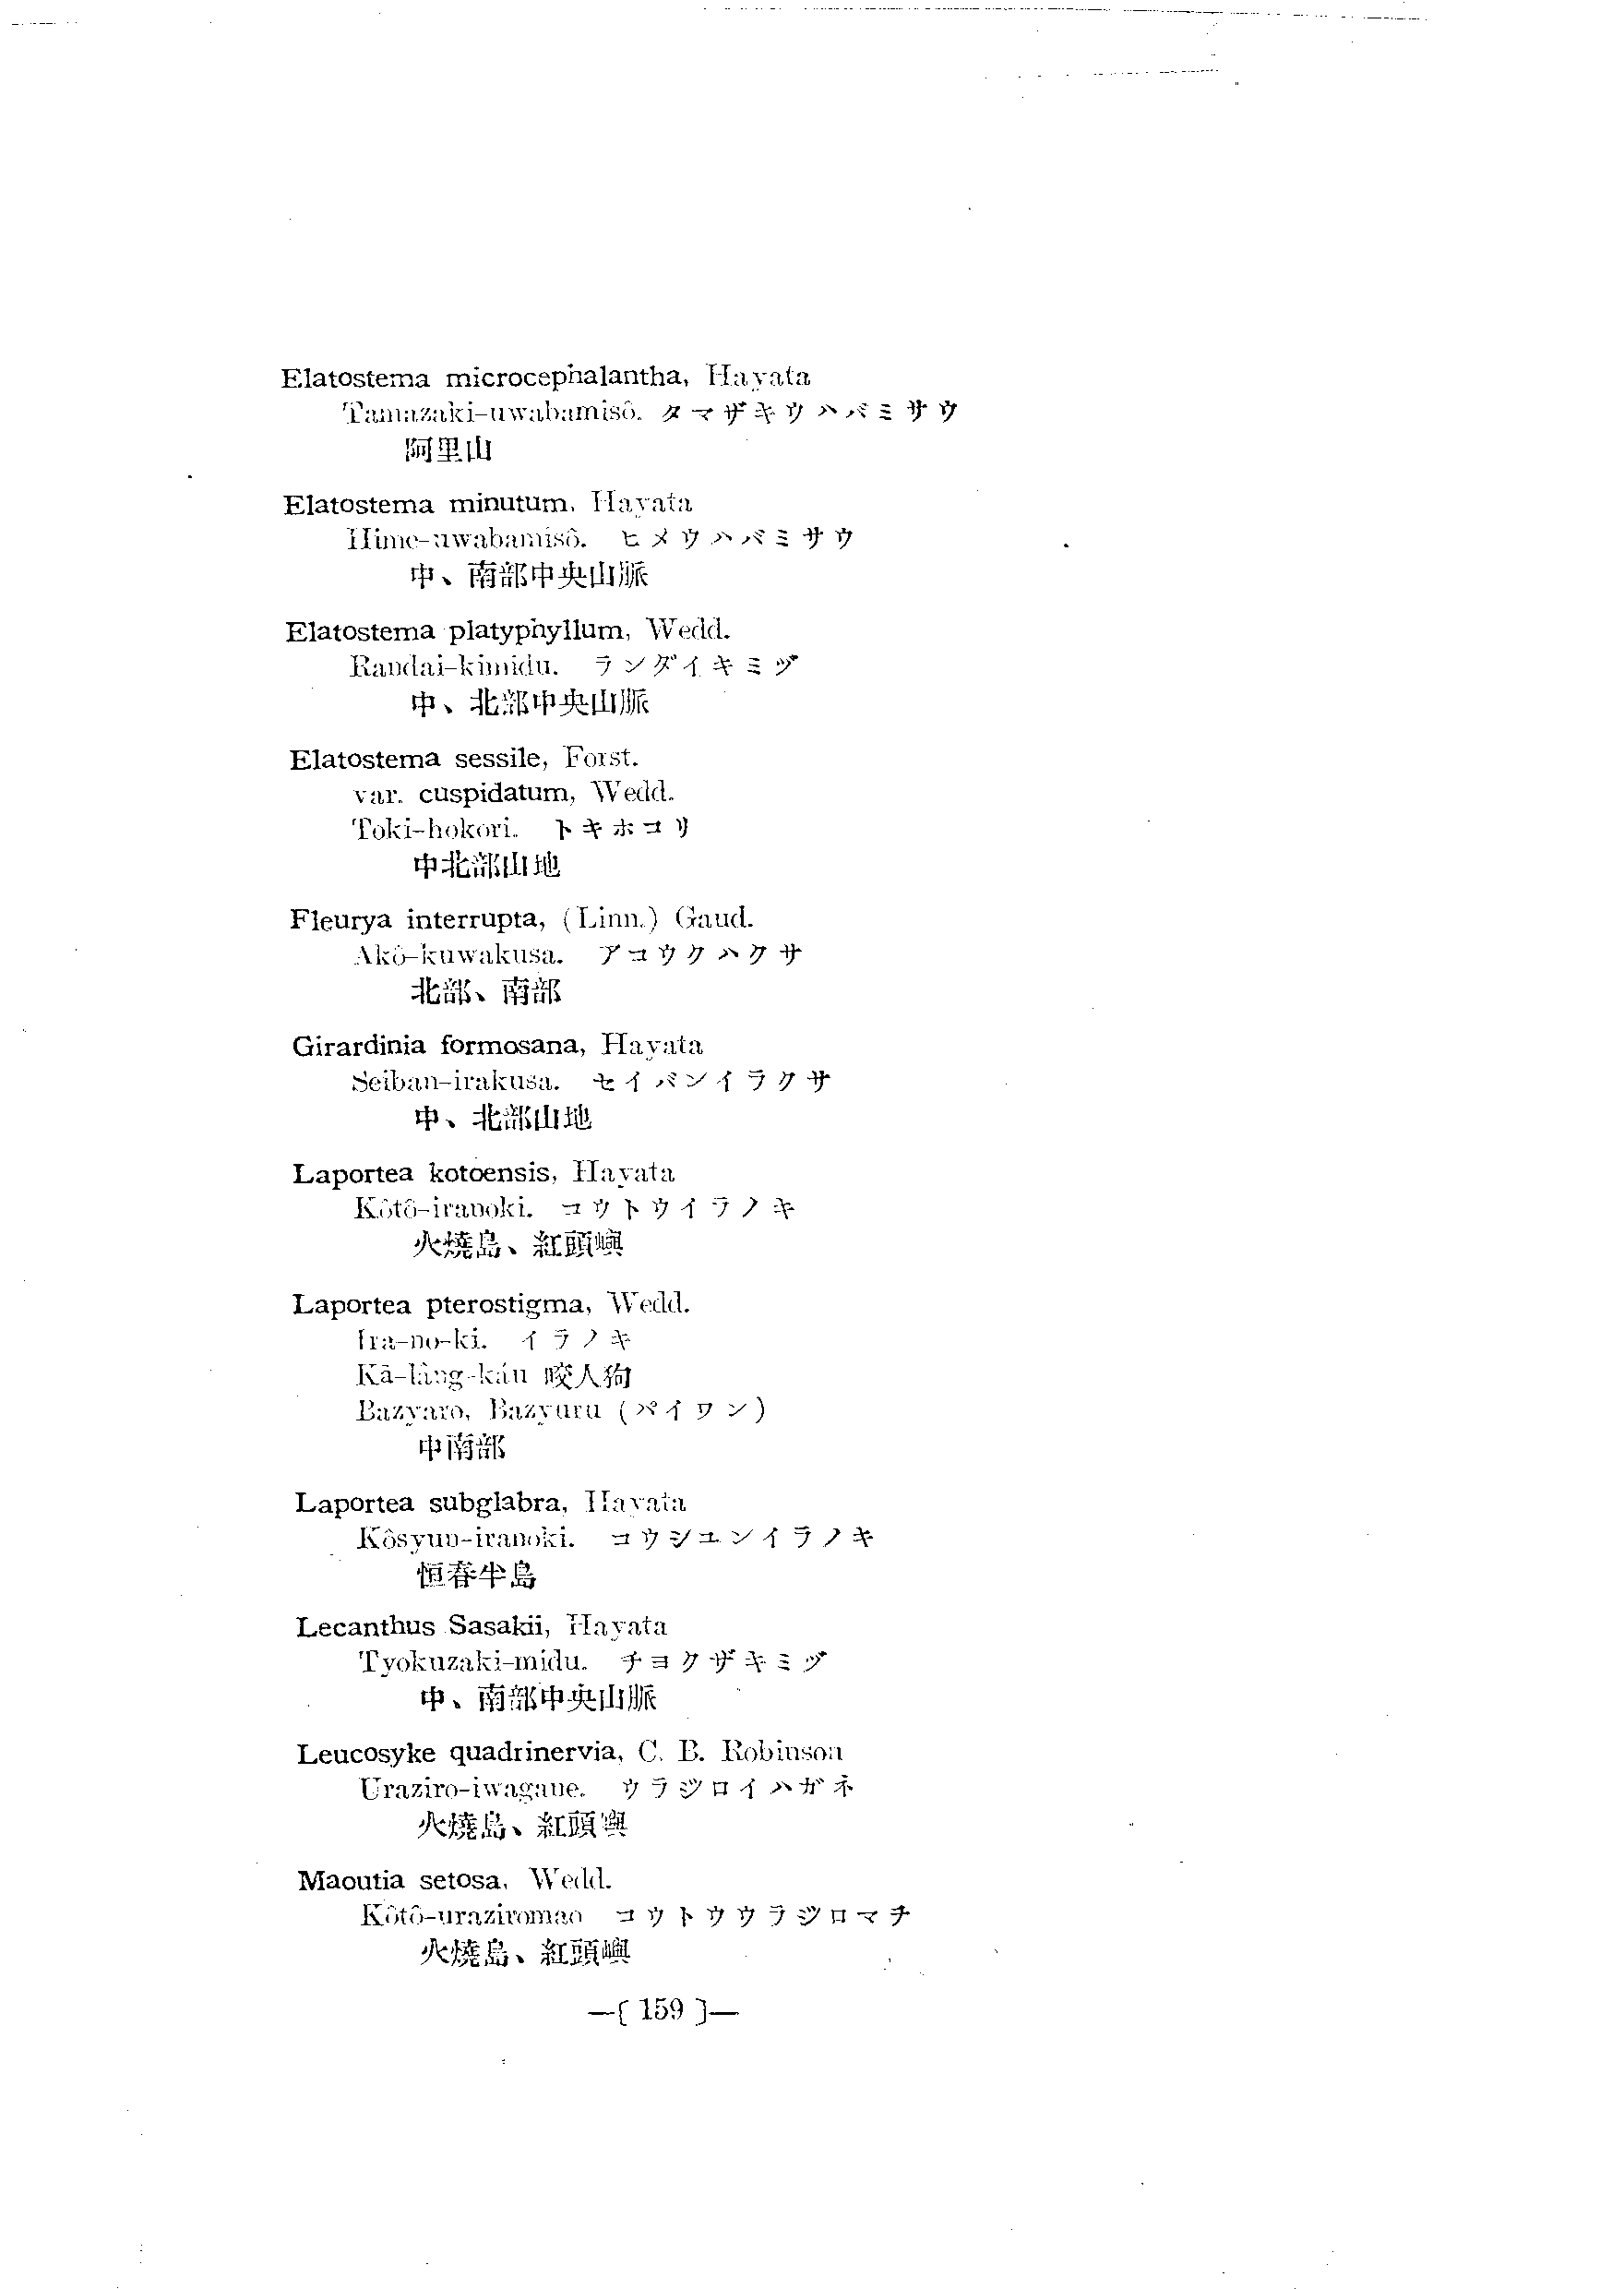 Elatostema microcephalantha, Hayata
Tamazaki-uwabamisô. タマザキウハバミサウ
阿里山
Elatostema minutum, Hayata
Hime-uwabamisô. ヒメウハバミサウ
中、南部中央山脈
Elatostema platyphyllum, Wedd.
Randai-kimidu. ランダイキミヅ
中、北部中央山脈
Elatostema sessile, Forst.
var. cuspidatum, Wedd.
Toki-hokori. トキホコリ
中北部山地
Fleurya interrupta, (Linn.) Gaud.
Akô-kuwakusa. アコウクハクサ
北部、南部
Girardinia formosana, Hayata
Seiban-irakusa. セイバンイラクサ
中、北部山地
Laportea kotoensis, Hayata
Kôtô-iranoki. コウトウイラノキ
火燒島、紅頭嶼
Laportea pterostigma, Wedd.
Ira-no-ki. イラノキ
Kā-lâng-káu 咬人狗
Bazyaro, Bazyuru (パイワン)
中南部
Laportea subglabra, Hayata
Kôsyun-iranoki. コウシユンイラノキ
恒春半島
Lecanthus Sasakii, Hayata
Tyokuzaki-midu. チヨクザキミヅ
中、南部中央山脈
Leucosyke quadrinervia, C. B. Robinson
Uraziro-iwagane. ウラジロイハガネ
火燒島、紅頭嶼
Maoutia setosa, Wedd.
Kôtô-uraziromao コウトウウラジロマチ
火燒島、紅頭嶼
—( 159 )—